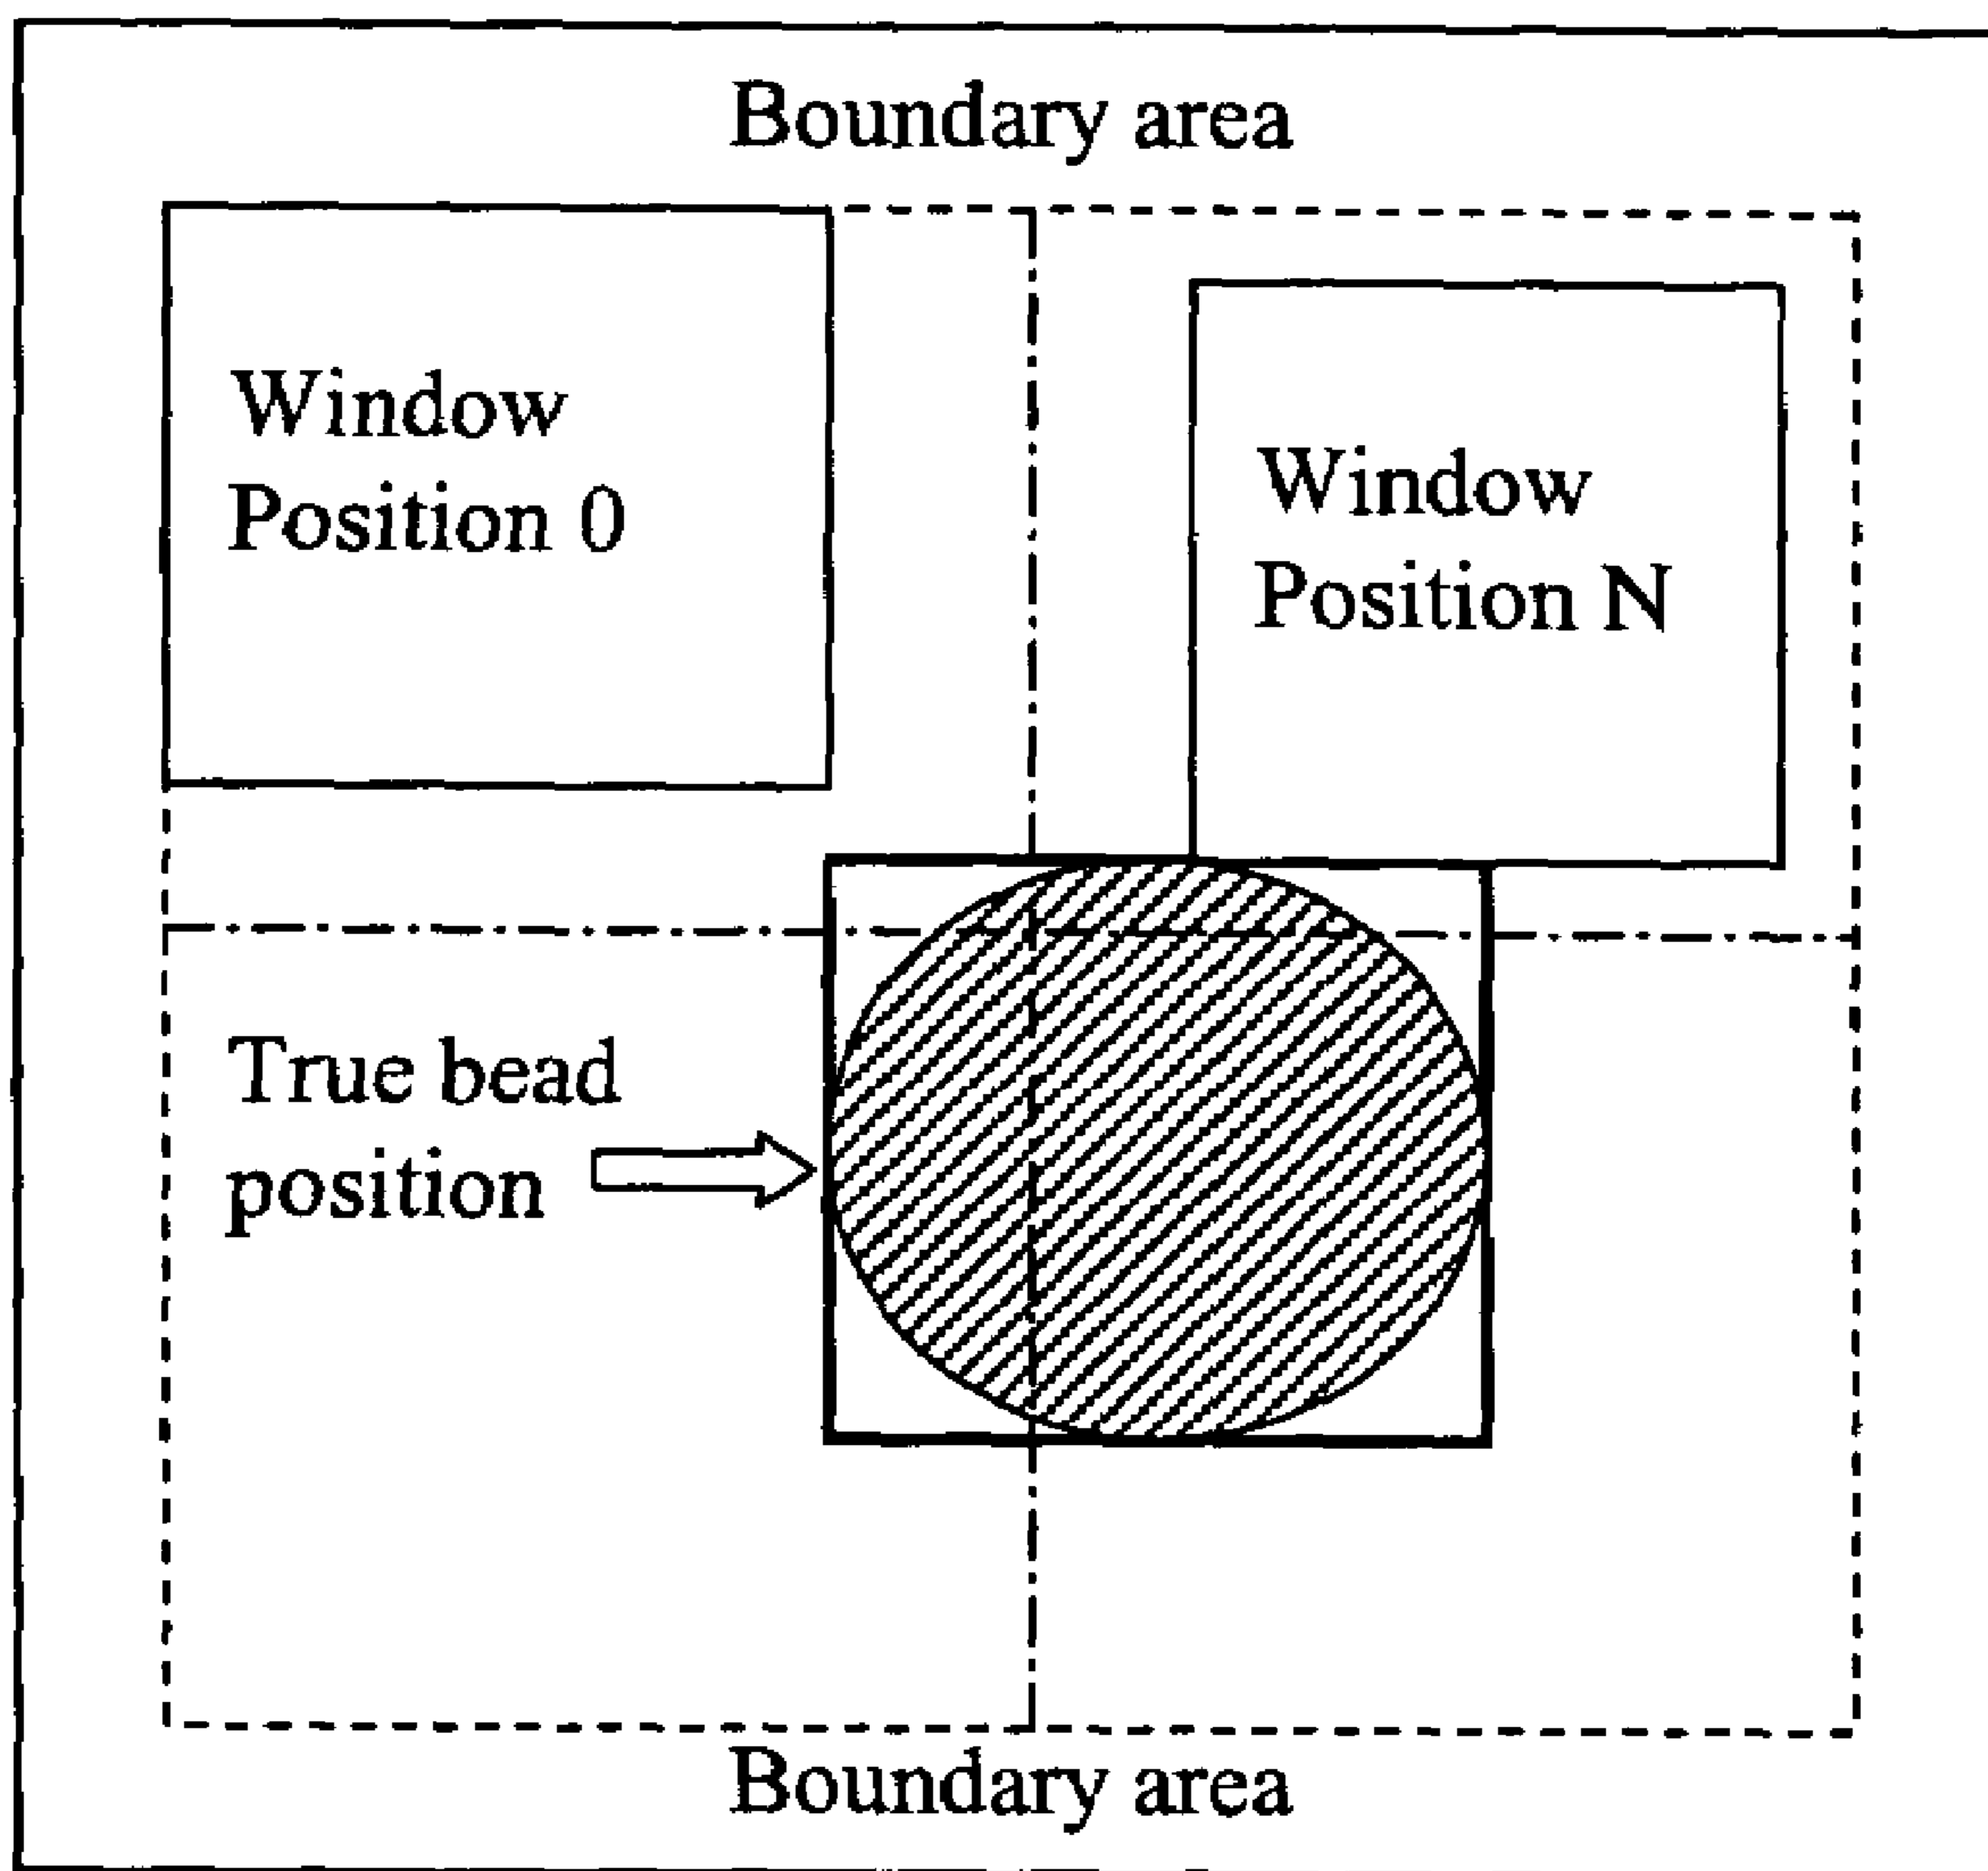 Boundary area
Window
Position 0
Window
Position N
True bead
position
Boundary area